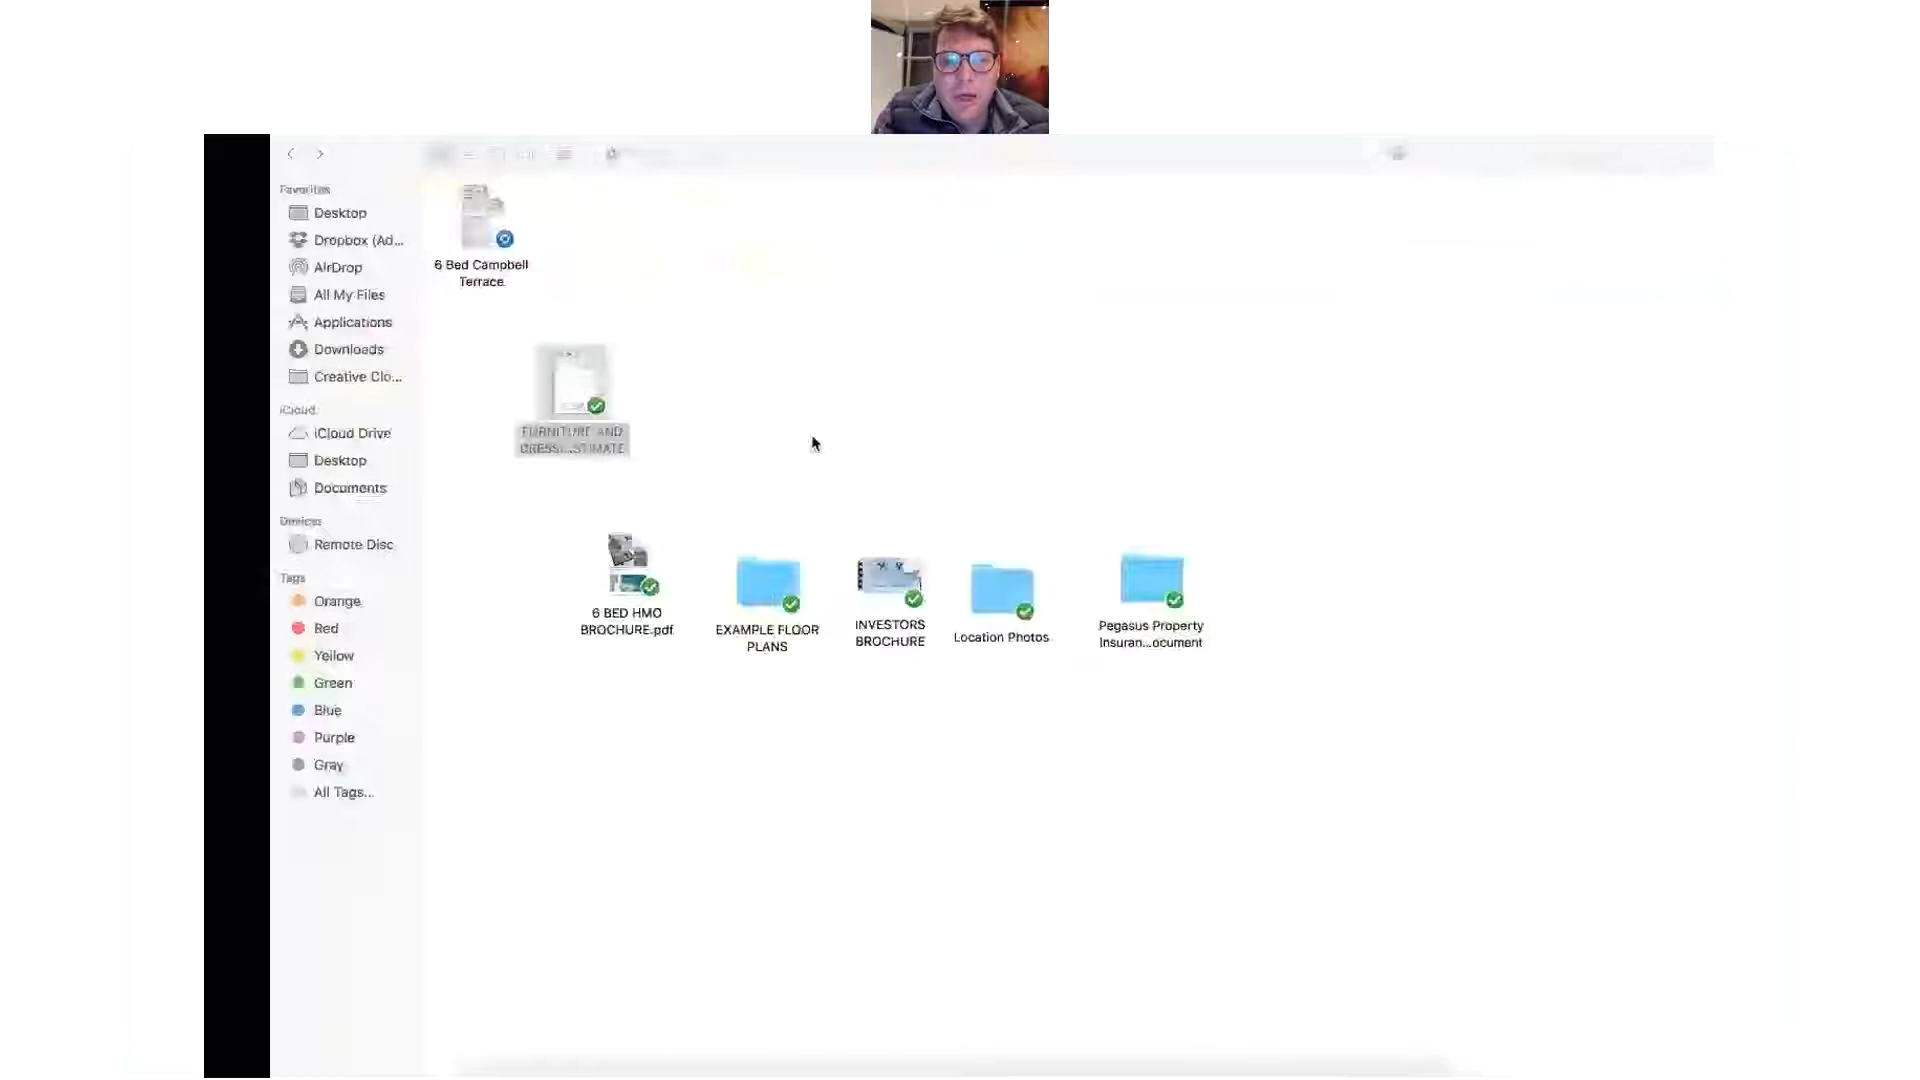 Favorites
Desktop
Dropbox (Ad...
AirDrop
All My Files
Applications
Downloads
Creative Clo...
iCloud
iCloud Drive
Desktop
Documents
Devices
Remote Disc
Tags
Orange
Red
Yellow
Green
Blue
Purple
Gray
All Tags...
6 Bed Campbell
Terrace
FURNITURE AND
DRESSI...STIMATE
6 BED HMO
BROCHURE.pdf
EXAMPLE FLOOR
PLANS
INVESTORS
BROCHURE
Location Photos
Pegasus Property
Insuran...ocument